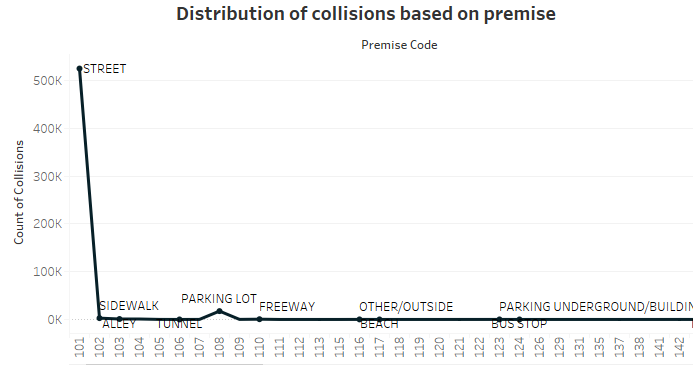 Distribution of collisions based on premise
Premise Code
Count of Collisions
500K
400K
300K
200K
100K
0K
STREET
SIDEWALK
PARKING LOT
FREEWAY
OTHER/OUTSIDE
PARKING UNDERGROUND/BUILDIN
ALLEY
TUNNEL
BEACH
BUS STOP
101
102
103
104
105
106
107
108
109
110
111
112
113
115
116
117
118
119
120
121
122
123
124
126
129
131
135
137
138
141
142